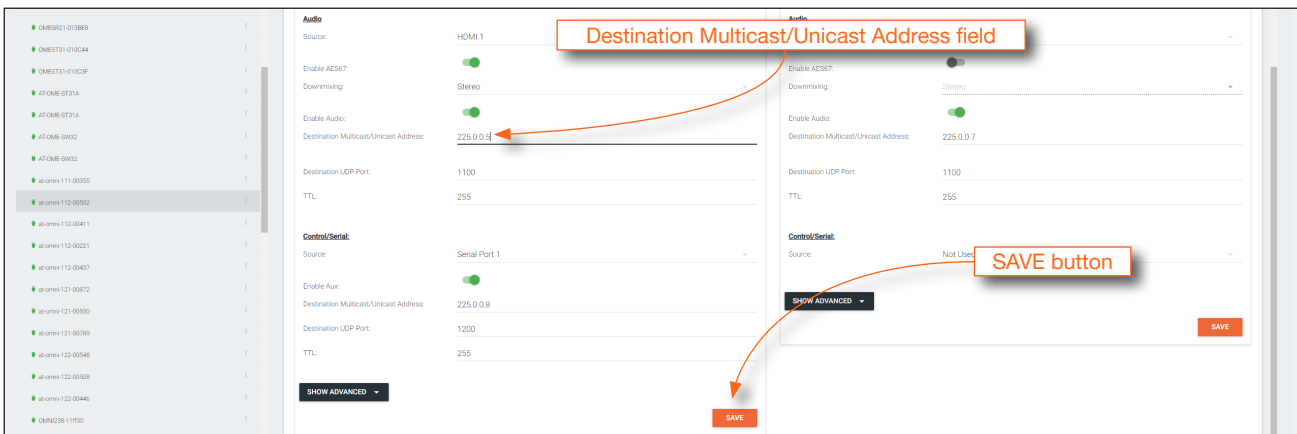 OMESR21-013BE8
OMEST31-010C44
OMEST31-010C3F
AT-OME-ST31A
AT-OME-ST31A
AT-OME-SW32
AT-OME-SW32
at-omni-111-00355
at-omni-112-00502
at-omni-112-00411
at-omni-112-00221
at-omni-112-00437
at-omni-121-00872
at-omni-121-00500
at-omni-121-00789
at-omni-122-00548
at-omni-122-00508
at-omni-122-00446
OMNI238-11ff30
Audio
Source: HDMI 1
Enable AES67:
Downmixing: Stereo
Enable Audio:
Destination Multicast/Unicast Address: 225.0.0.5
Destination UDP Port: 1100
TTL: 255
Control/Serial:
Source: Serial Port 1
Enable Aux:
Destination Multicast/Unicast Address: 225.0.0.8
Destination UDP Port: 1200
TTL: 255
SHOW ADVANCED
SAVE
Destination Multicast/Unicast Address field
Audio
Enable AES67:
Downmixing: Stereo
Enable Audio:
Destination Multicast/Unicast Address: 225.0.0.7
Destination UDP Port: 1100
TTL: 255
Control/Serial:
Source: Not Used
SAVE button
SHOW ADVANCED
SAVE